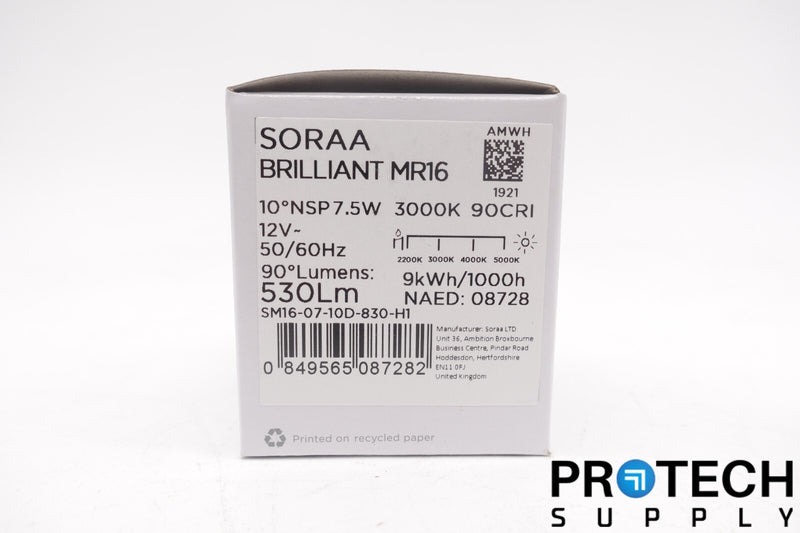 SORAA
BRILLIANT MR16
AMWH
1921
10°NSP 7.5W 3000K 90CRI
12V~
50/60Hz
2200K 3000K 4000K 5000K
90°Lumens:
530Lm
9kWh/1000h
NAED: 08728
SM16-07-10D-830-H1
0 849565 087282
Manufacturer: Soraa LTD
Unit 36, Ambition Broxbourne
Business Centre, Pindar Road
Hoddesdon, Hertfordshire
EN11 0FJ
United Kingdom
Printed on recycled paper
PROTECH
SUPPLY